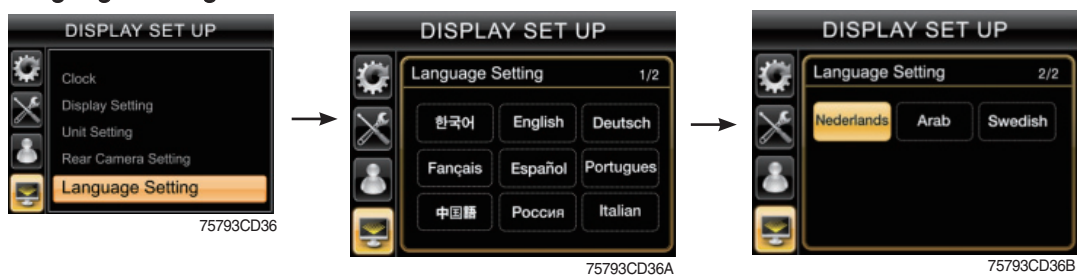 DISPLAY SET UP
Clock
Display Setting
Unit Setting
Rear Camera Setting
Language Setting
75793CD36
DISPLAY SET UP
Language Setting 1/2
한국어 English Deutsch
Fançais Español Portugues
中国語 Россия Italian
75793CD36A
DISPLAY SET UP
Language Setting 2/2
Nederlands Arab Swedish
75793CD36B